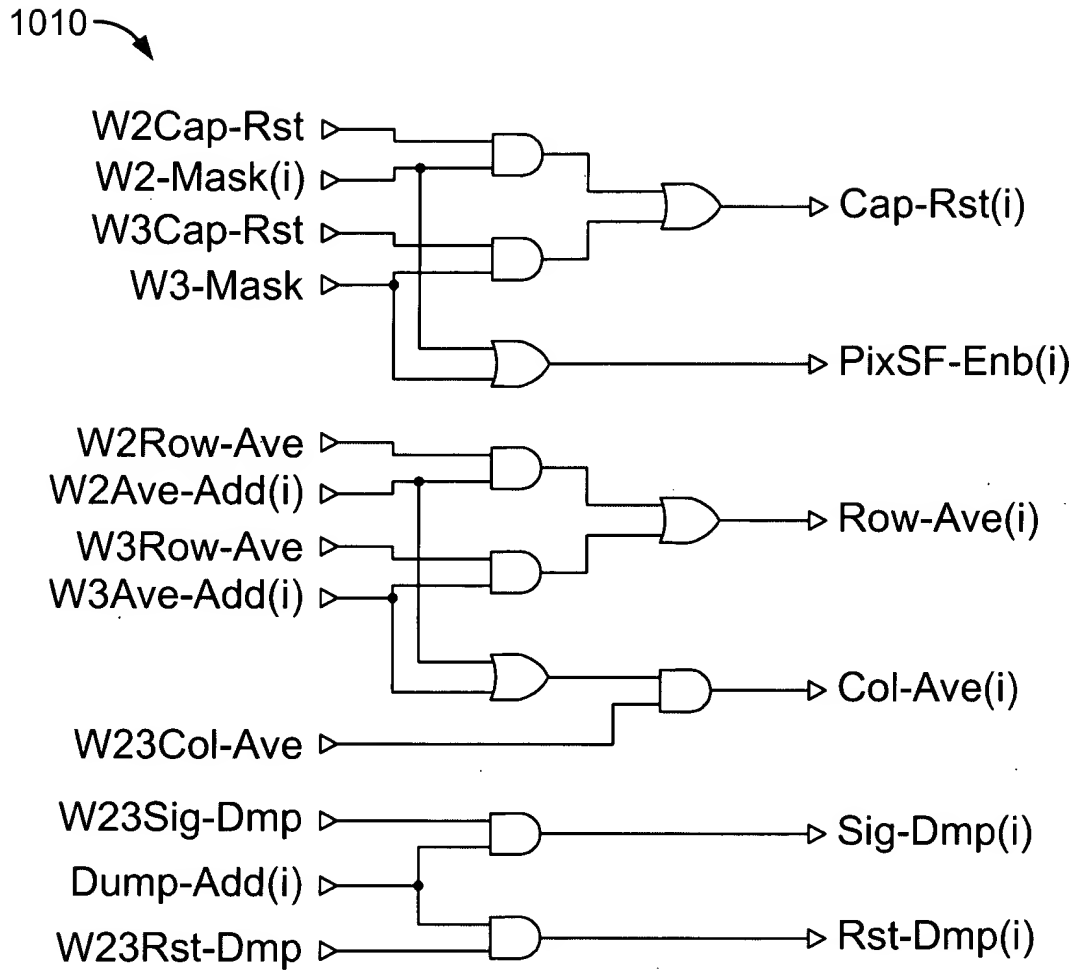 1010
W2Cap-Rst
W2-Mask(i)
W3Cap-Rst
W3-Mask
Cap-Rst(i)
PixSF-Enb(i)
W2Row-Ave
W2Ave-Add(i)
W3Row-Ave
W3Ave-Add(i)
Row-Ave(i)
Col-Ave(i)
W23Col-Ave
W23Sig-Dmp
Dump-Add(i)
W23Rst-Dmp
Sig-Dmp(i)
Rst-Dmp(i)